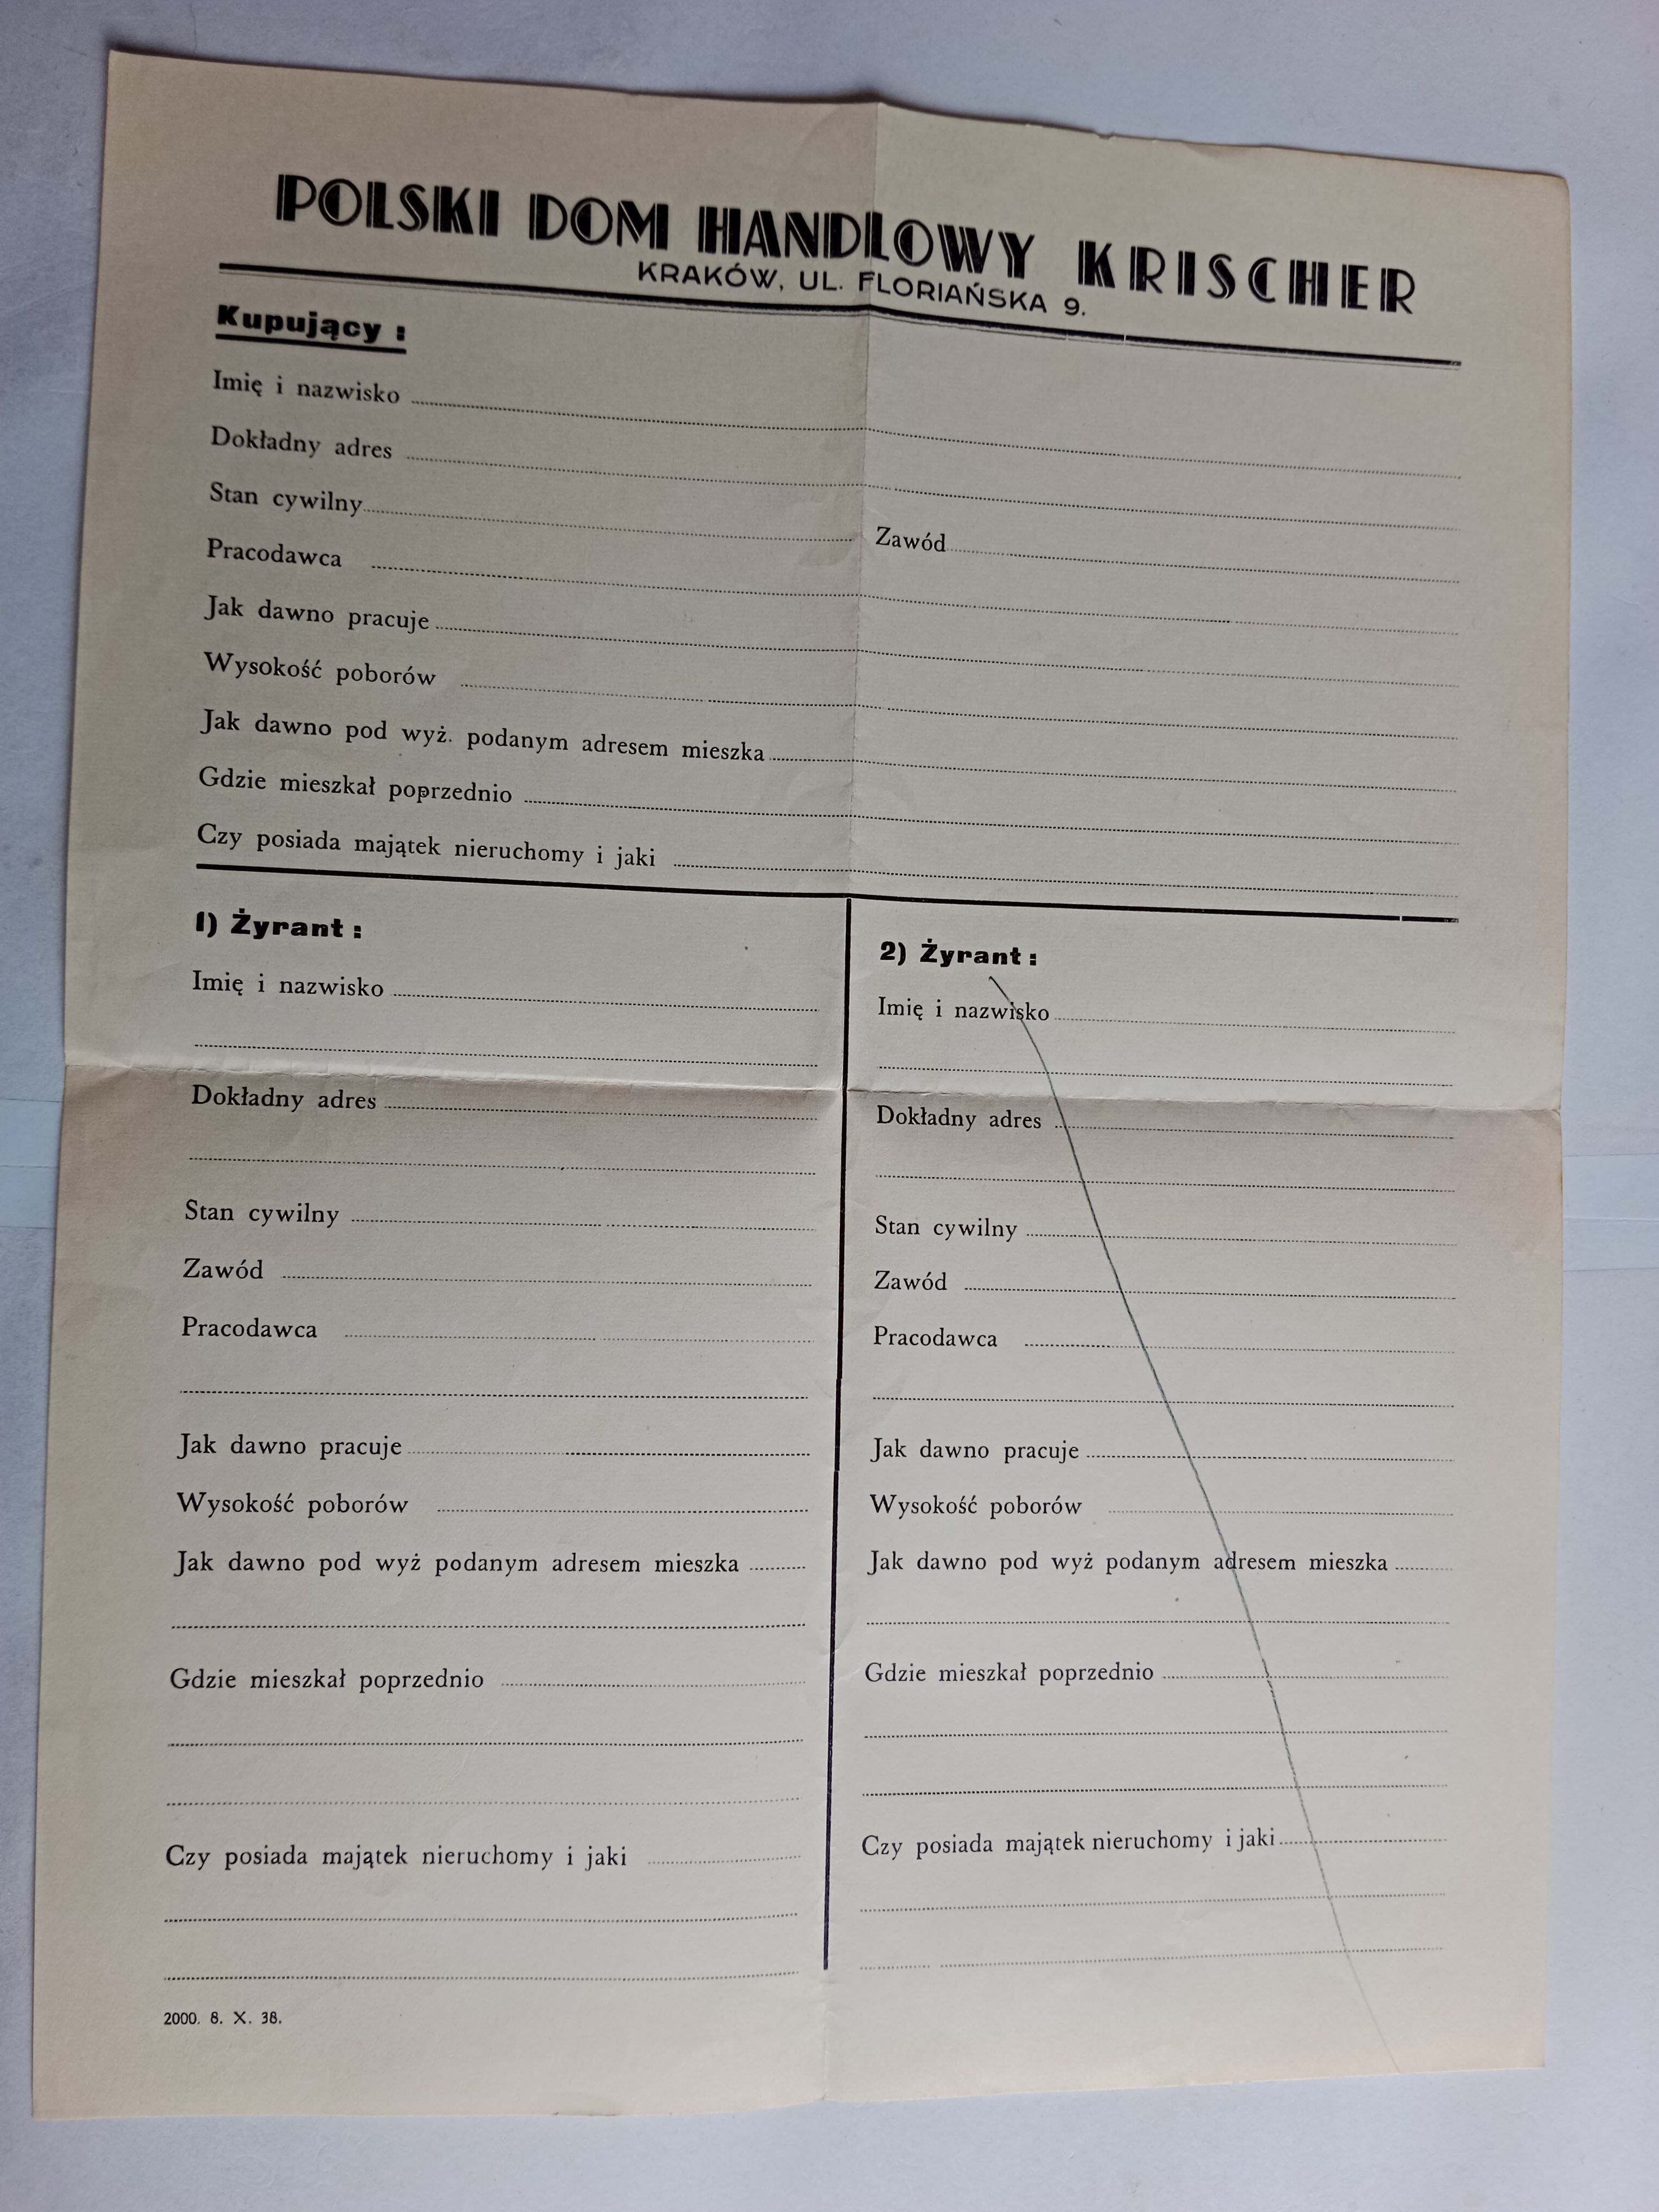 POLSKI DOM HANDLOWY KRISCHER
KRAKÓW, UL. FLORIAŃSKA 9.
Kupujący :
Imię i nazwisko
Dokładny adres
Stan cywilny Zawód
Pracodawca
Jak dawno pracuje
Wysokość poborów
Jak dawno pod wyż. podanym adresem mieszka
Gdzie mieszkał poprzednio
Czy posiada majątek nieruchomy i jaki
1) Żyrant :
Imię i nazwisko
Dokładny adres
Stan cywilny
Zawód
Pracodawca
Jak dawno pracuje
Wysokość poborów
Jak dawno pod wyż podanym adresem mieszka
Gdzie mieszkał poprzednio
Czy posiada majątek nieruchomy i jaki
2) Żyrant :
Imię i nazwisko
Dokładny adres
Stan cywilny
Zawód
Pracodawca
Jak dawno pracuje
Wysokość poborów
Jak dawno pod wyż podanym adresem mieszka
Gdzie mieszkał poprzednio
Czy posiada majątek nieruchomy i jaki
2000. 8. X. 38.